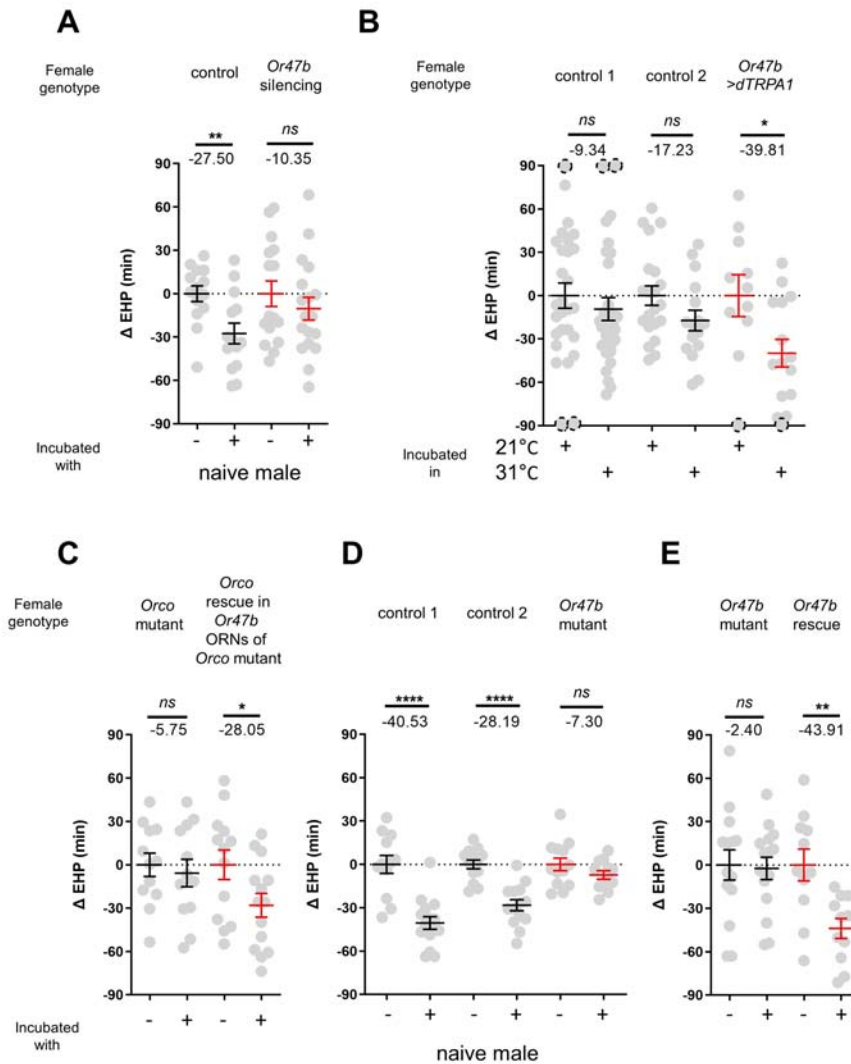 A
Female genotype
control
Or47b silencing
** ns
-27.50 -10.35
Δ EHP (min)
90
60
30
0
-30
-60
-90
Incubated with
- + - +
naive male
B
Female genotype
control 1 control 2
Or47b >dTRPA1
ns ns *
-9.34 -17.23 -39.81
Δ EHP (min)
90
60
30
0
-30
-60
-90
Incubated in
21°C + + +
31°C + + +
C
Female genotype
Orco mutant
Orco
rescue in
Or47b
ORNs of
Orco mutant
ns *
-5.75 -28.05
Δ EHP (min)
90
60
30
0
-30
-60
-90
Incubated with
- + - +
D
control 1 control 2
Or47b mutant
**** **** ns
-40.53 -28.19 -7.30
Δ EHP (min)
90
60
30
0
-30
-60
-90
- + - + - +
naive male
E
Or47b mutant
Or47b rescue
ns **
-2.40 -43.91
Δ EHP (min)
90
60
30
0
-30
-60
-90
- + - +